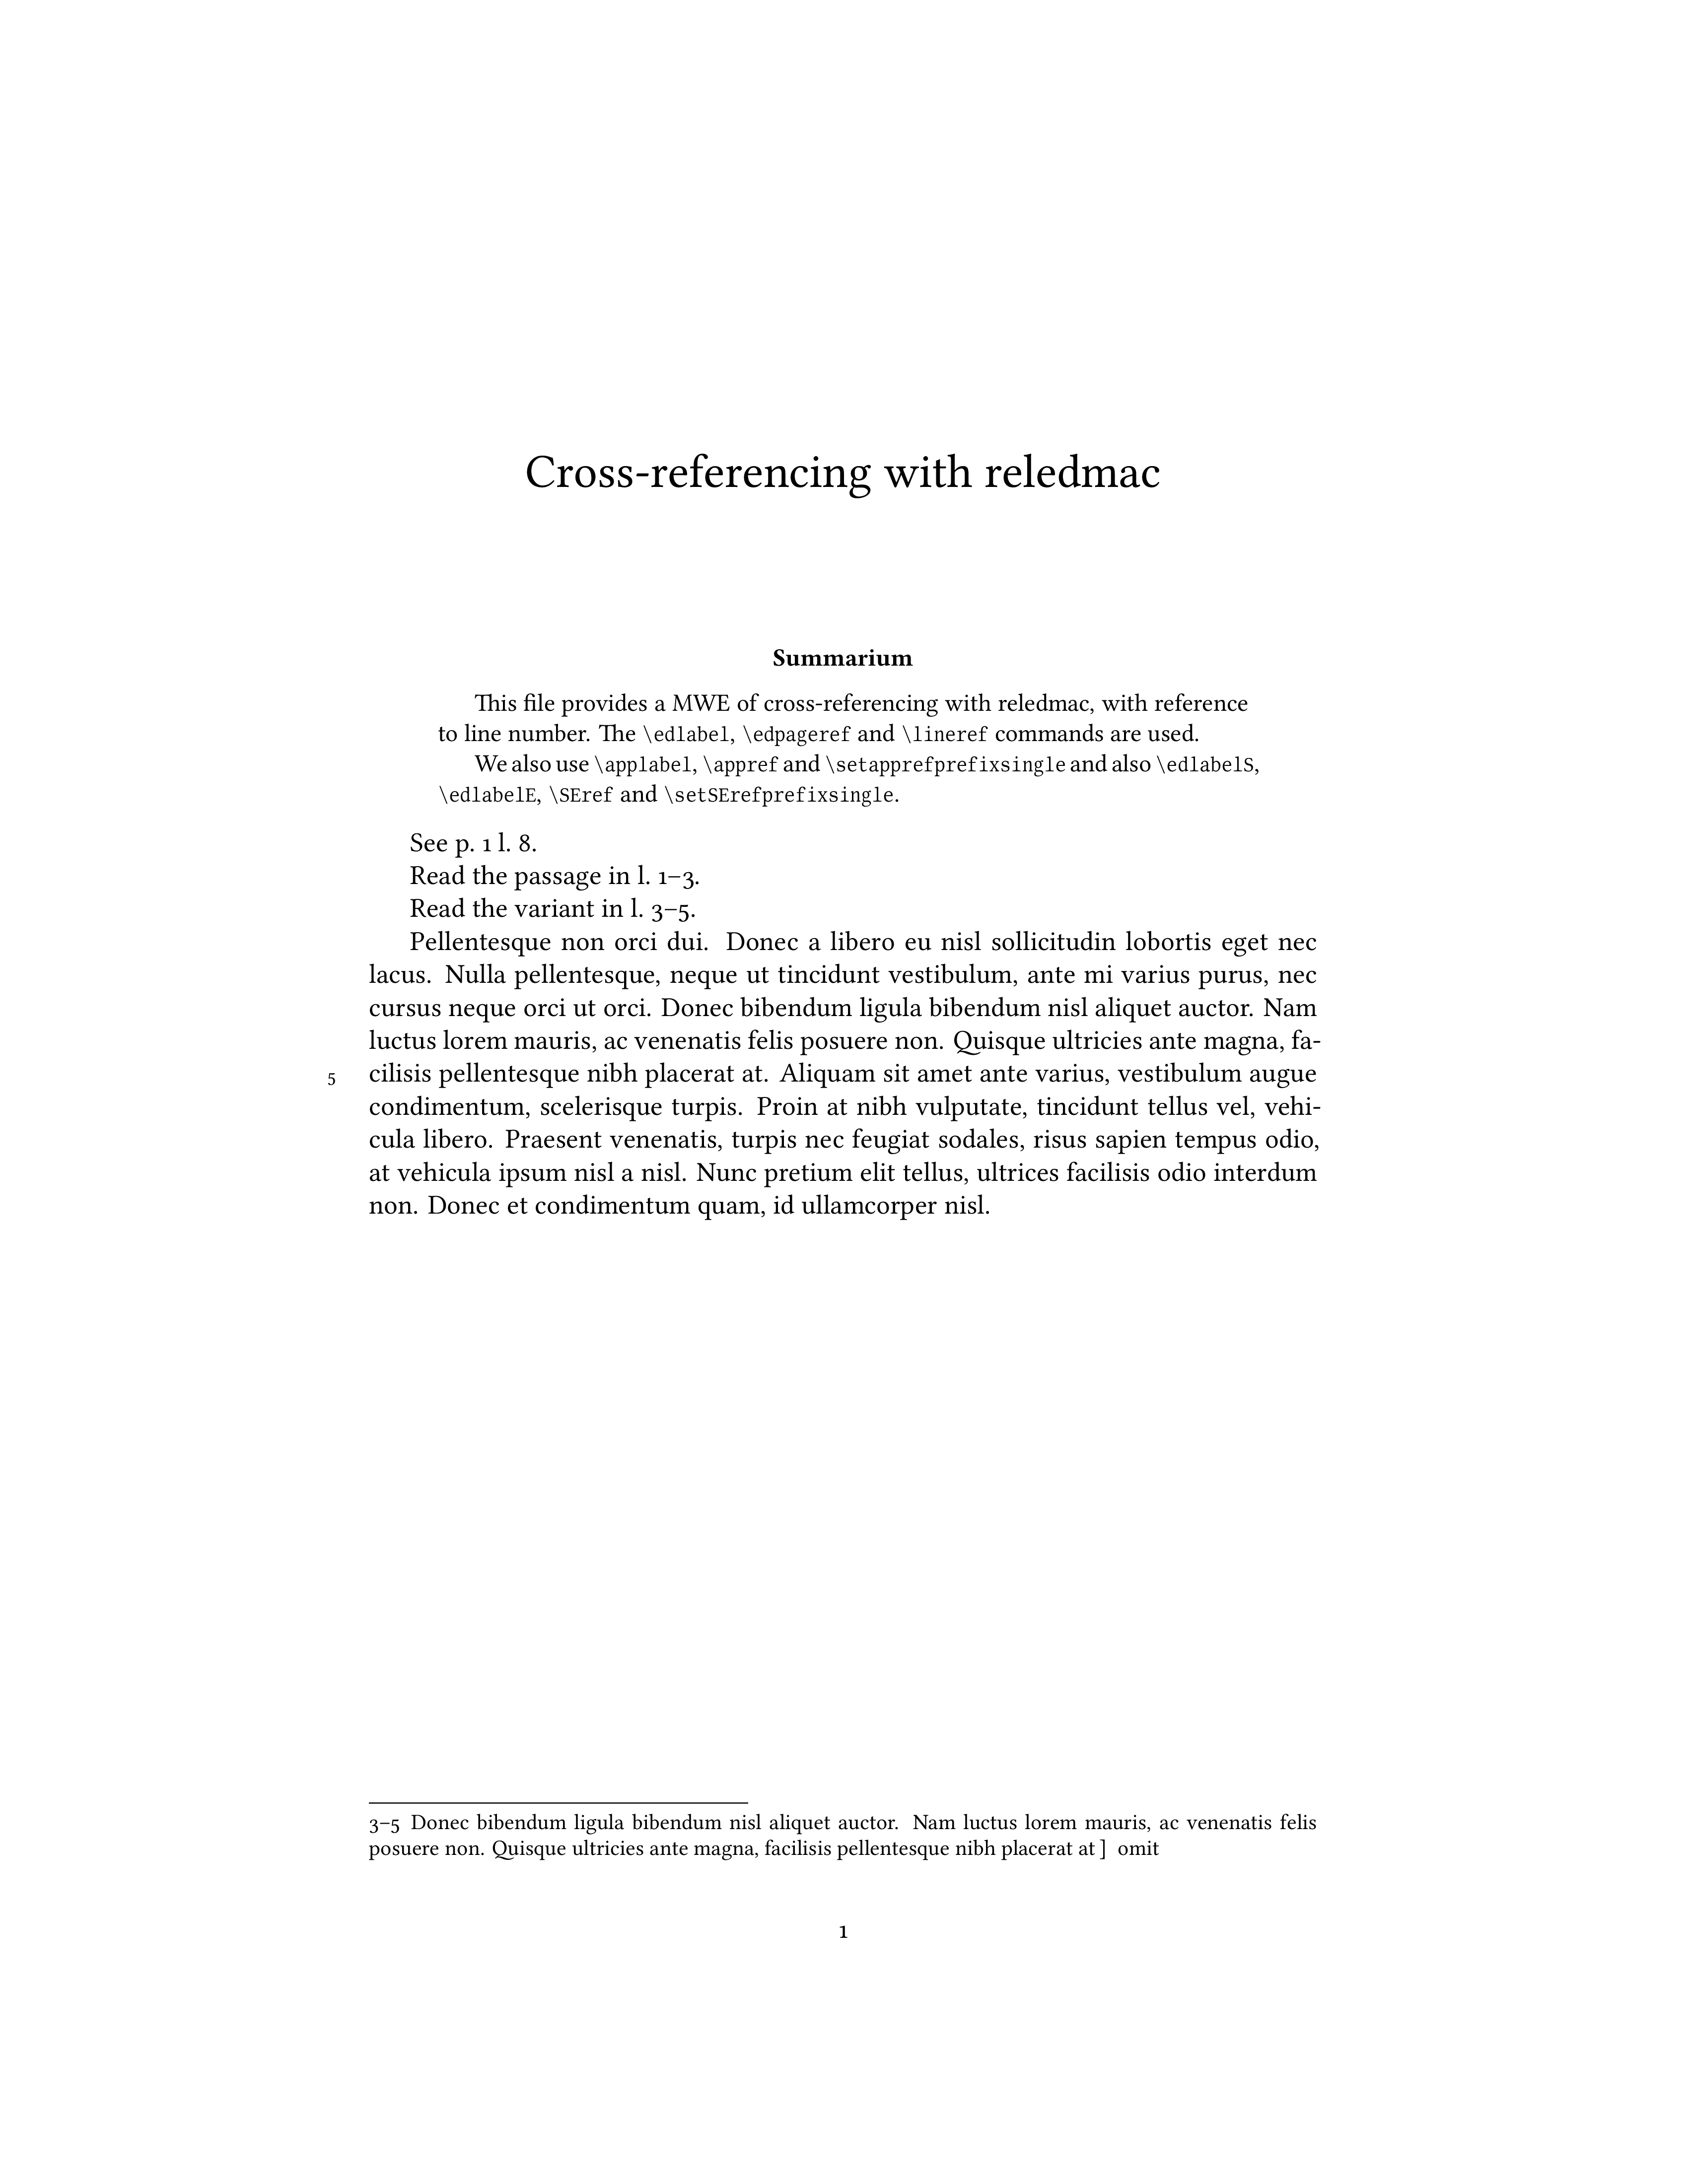 Cross-referencing with reledmac
Summarium
This file provides a MWE of cross-referencing with reledmac, with reference
to line number. The \edlabel, \edpageref and \lineref commands are used.
We also use \applabel, \appref and \setapprefprefixsingle and also \edlabelS,
\edlabelE, \SEref and \setSErefprefixsingle.
See p. 1 l. 8.
Read the passage in l. 1–3.
Read the variant in l. 3–5.
Pellentesque non orci dui. Donec a libero eu nisl sollicitudin lobortis eget nec
lacus. Nulla pellentesque, neque ut tincidunt vestibulum, ante mi varius purus, nec
cursus neque orci ut orci. Donec bibendum ligula bibendum nisl aliquet auctor. Nam
luctus lorem mauris, ac venenatis felis posuere non. Quisque ultricies ante magna, fa-
5 cilisis pellentesque nibh placerat at. Aliquam sit amet ante varius, vestibulum augue
condimentum, scelerisque turpis. Proin at nibh vulputate, tincidunt tellus vel, vehi-
cula libero. Praesent venenatis, turpis nec feugiat sodales, risus sapien tempus odio,
at vehicula ipsum nisl a nisl. Nunc pretium elit tellus, ultrices facilisis odio interdum
non. Donec et condimentum quam, id ullamcorper nisl.
3–5 Donec bibendum ligula bibendum nisl aliquet auctor. Nam luctus lorem mauris, ac venenatis felis
posuere non. Quisque ultricies ante magna, facilisis pellentesque nibh placerat at ] omit
1